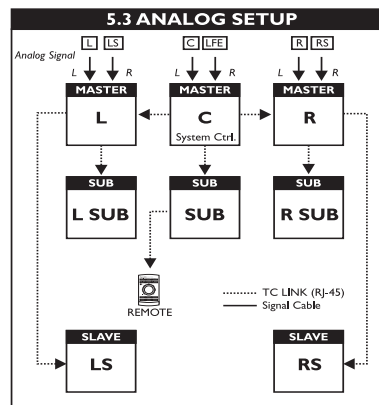 5.3 ANALOG SETUP
L LS C LFE R RS
Analog Signal
L R L R L R
MASTER MASTER MASTER
L C R
System Ctrl.
SUB SUB SUB
L SUB SUB R SUB
REMOTE
TC LINK (RJ-45)
Signal Cable
SLAVE SLAVE
LS RS